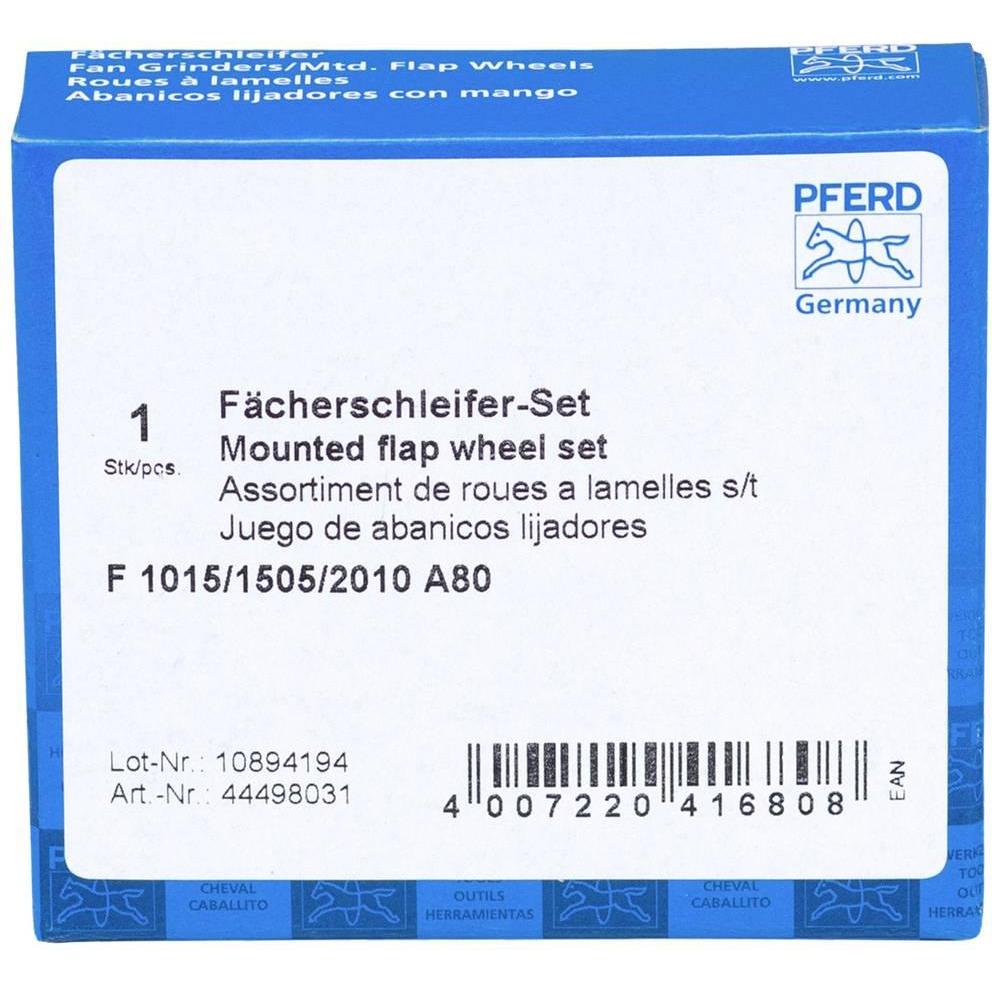 Fächerschleifer
Fan Grinders/Mtd. Flap Wheels
Roues à lamelles
Abanicos lijadores con mango
PFERD
www.pferd.com
PFERD
Germany
1
Stk/pcs.
Fächerschleifer-Set
Mounted flap wheel set
Assortiment de roues a lamelles s/t
Juego de abanicos lijadores
F 1015/1505/2010 A80
Lot-Nr.: 10894194
Art.-Nr.: 44498031
4 007220 416808
EAN
CHEVAL
CABALLITO
OUTILS
HERRAMIENTAS
CHEVAL
CABALLITO